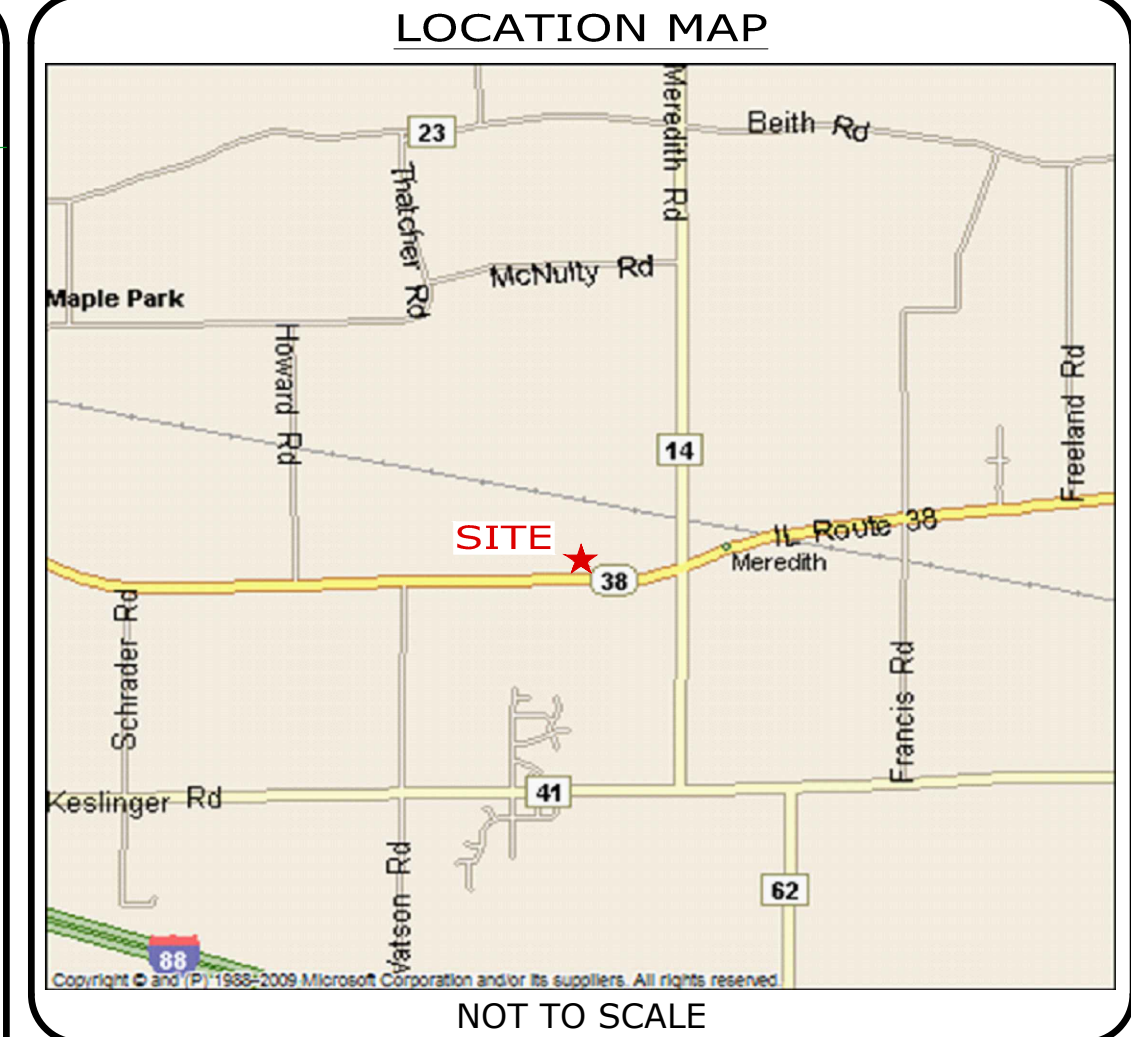 LOCATION MAP
23
Meredith Rd
Beith Rd
Thatcher Rd
McNulty Rd
Maple Park
Howard Rd
Freeland Rd
14
SITE
IL Route 38
38
Meredith
Schrader Rd
Francis Rd
Keslinger Rd
41
Watson Rd
62
88
Copyright © and (P) 1988-2009 Microsoft Corporation and/or its suppliers. All rights reserved.
NOT TO SCALE